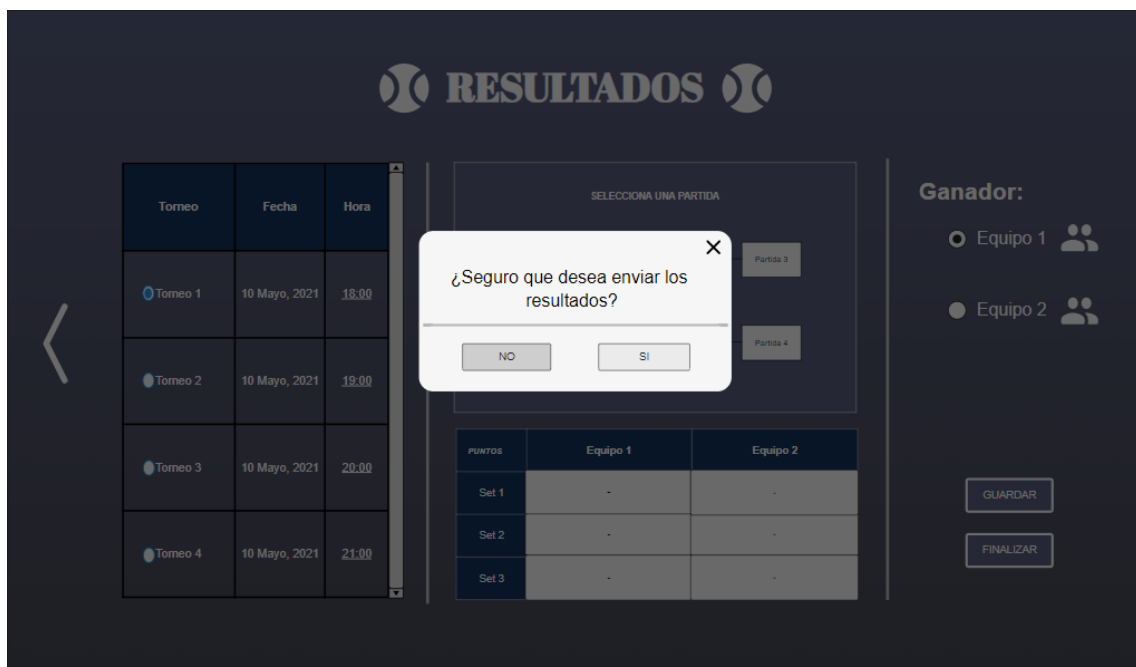 RESULTADOS
Torneo Fecha Hora
Torneo 1 10 Mayo, 2021 18:00
Torneo 2 10 Mayo, 2021 19:00
Torneo 3 10 Mayo, 2021 20:00
Torneo 4 10 Mayo, 2021 21:00
SELECCIONA UNA PARTIDA
Partida 3
Partida 4
¿Seguro que desea enviar los
resultados?
NO SI
PUNTOS Equipo 1 Equipo 2
Set 1 - -
Set 2 - -
Set 3 - -
Ganador:
Equipo 1
Equipo 2
GUARDAR
FINALIZAR